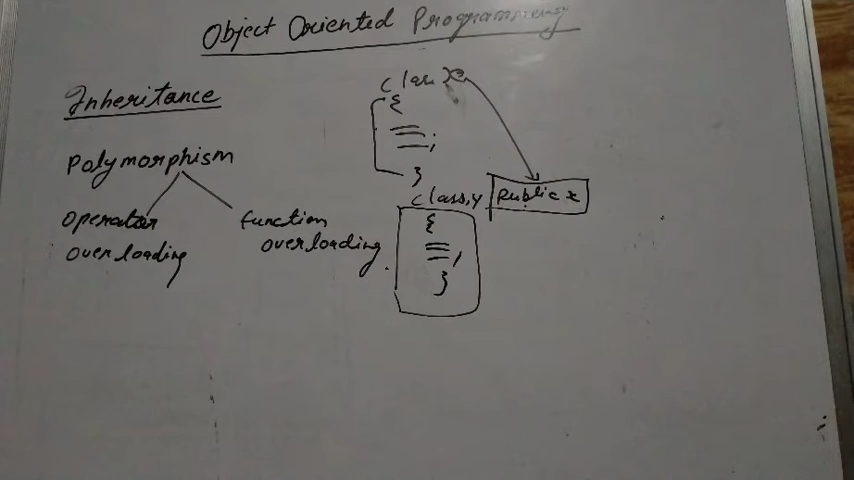 Object Oriented Programming
Inheritance
Polymorphism
operator
overloading
function
overloading.
class x
{
;
}
class y Public x
{
;
}